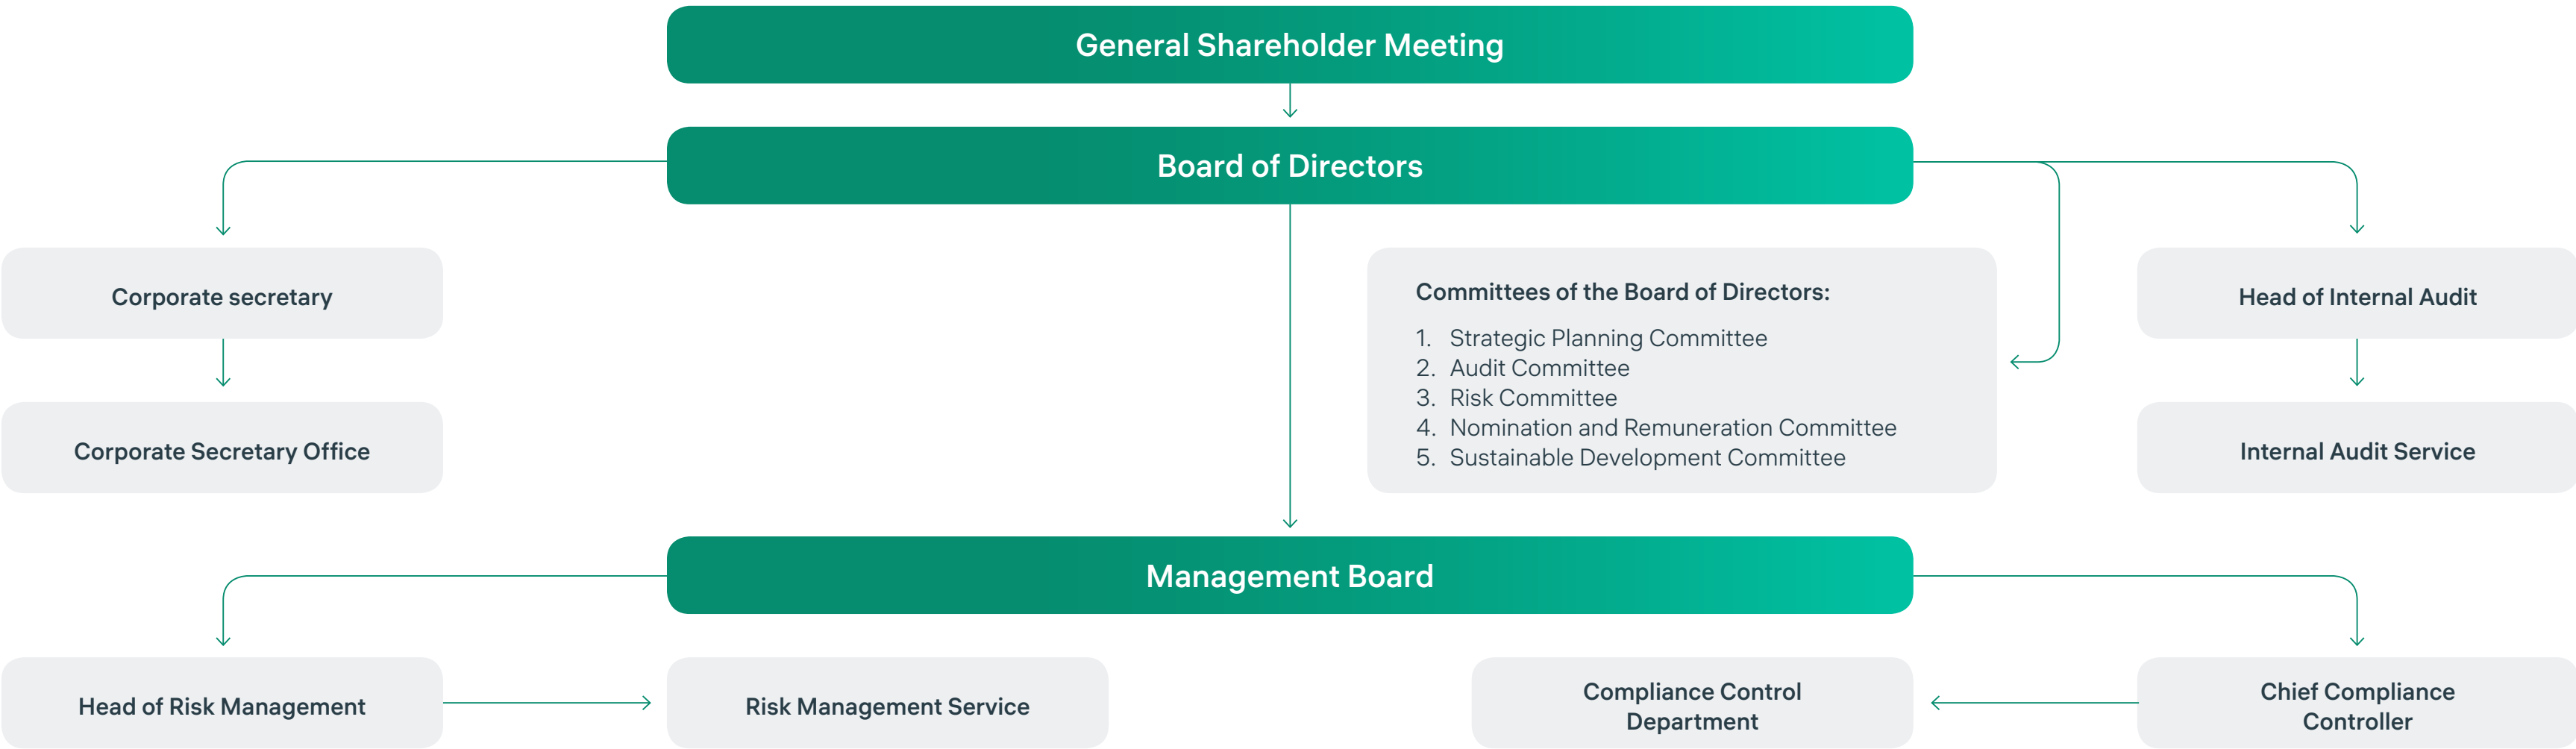 General Shareholder Meeting
Board of Directors
Corporate secretary
Corporate Secretary Office
Committees of the Board of Directors:
1. Strategic Planning Committee
2. Audit Committee
3. Risk Committee
4. Nomination and Remuneration Committee
5. Sustainable Development Committee
Head of Internal Audit
Internal Audit Service
Management Board
Head of Risk Management
Risk Management Service
Compliance Control
Department
Chief Compliance
Controller